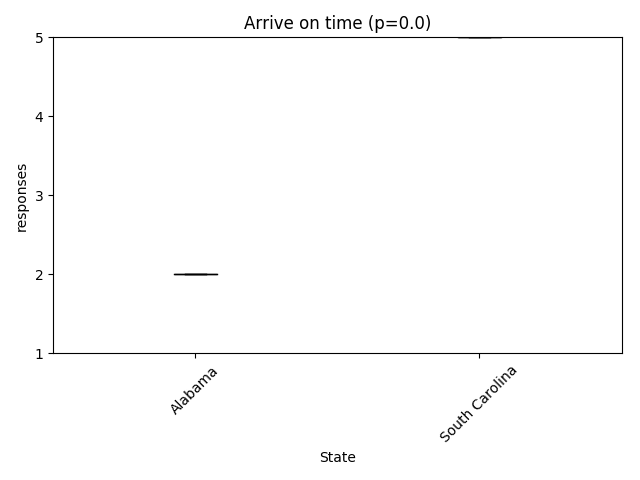 Arrive on time (p=0.0)
5
4
3
2
1
responses
Alabama
South Carolina
State